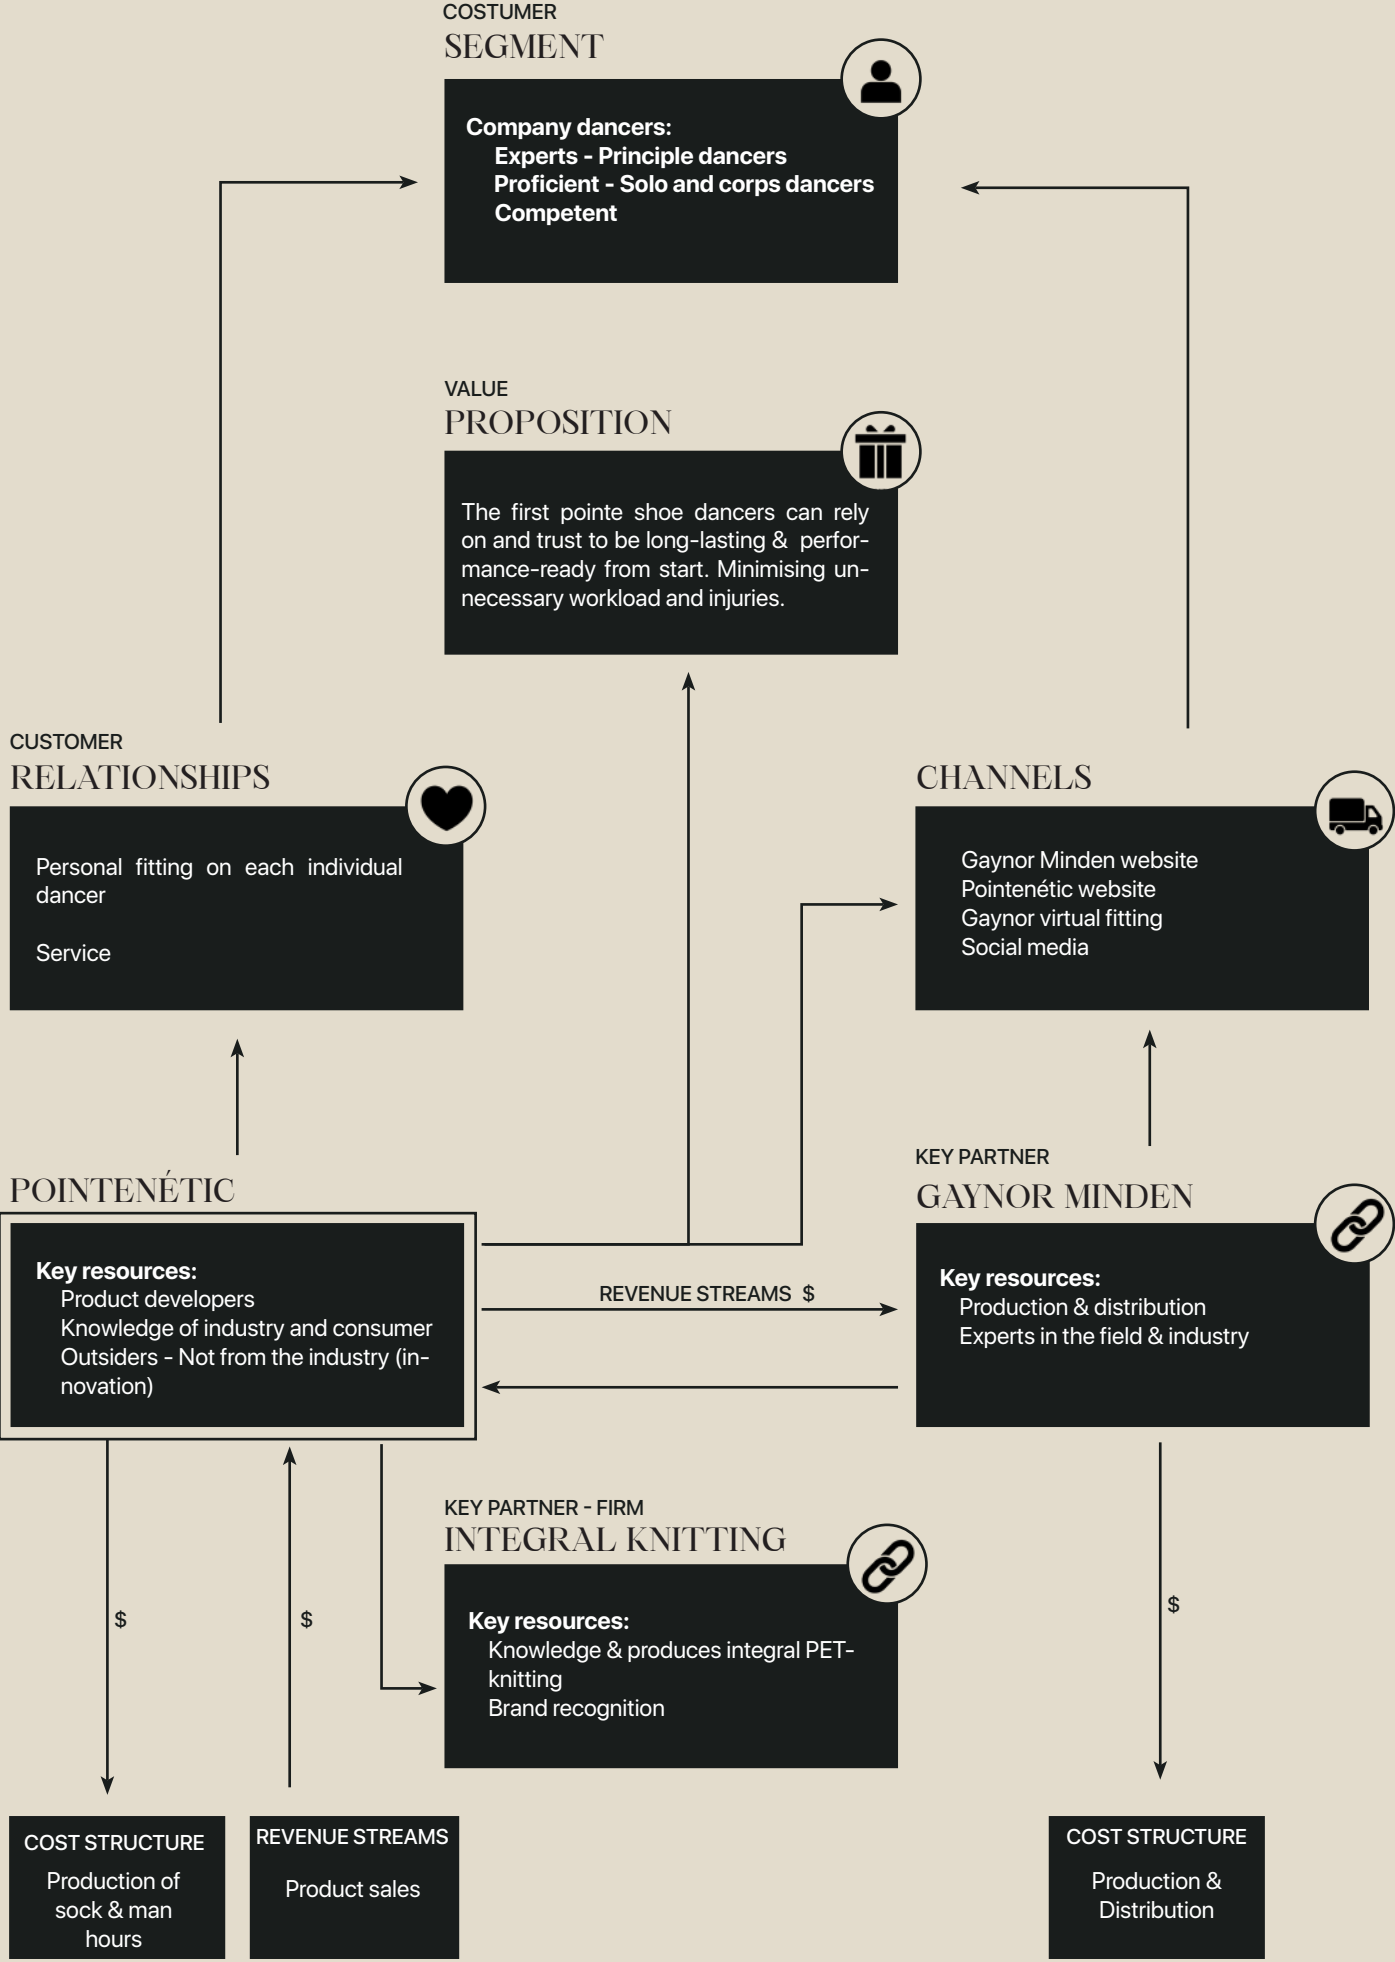 COSTUMER
SEGMENT
Company dancers:
Experts - Principle dancers
Proficient - Solo and corps dancers
Competent
VALUE
PROPOSITION
The first pointe shoe dancers can rely
on and trust to be long-lasting & perfor-
mance-ready from start. Minimising un-
necessary workload and injuries.
CUSTOMER
RELATIONSHIPS
Personal fitting on each individual
dancer
Service
CHANNELS
Gaynor Minden website
Pointenétic website
Gaynor virtual fitting
Social media
POINTENÉTIC
Key resources:
Product developers
Knowledge of industry and consumer
Outsiders - Not from the industry (in-
novation)
REVENUE STREAMS $
KEY PARTNER
GAYNOR MINDEN
Key resources:
Production & distribution
Experts in the field & industry
KEY PARTNER - FIRM
INTEGRAL KNITTING
Key resources:
Knowledge & produces integral PET-
knitting
Brand recognition
$
$
$
COST STRUCTURE
Production of
sock & man
hours
REVENUE STREAMS
Product sales
COST STRUCTURE
Production &
Distribution